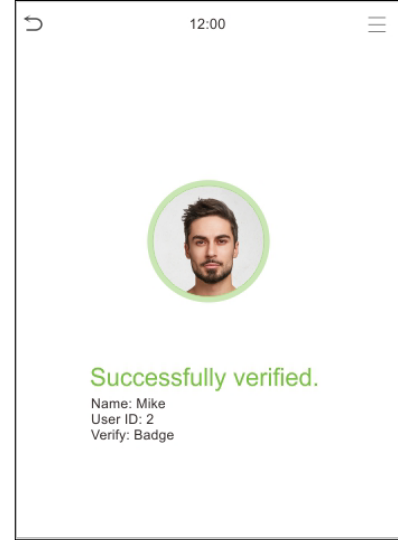 12:00
Successfully verified.
Name: Mike
User ID: 2
Verify: Badge